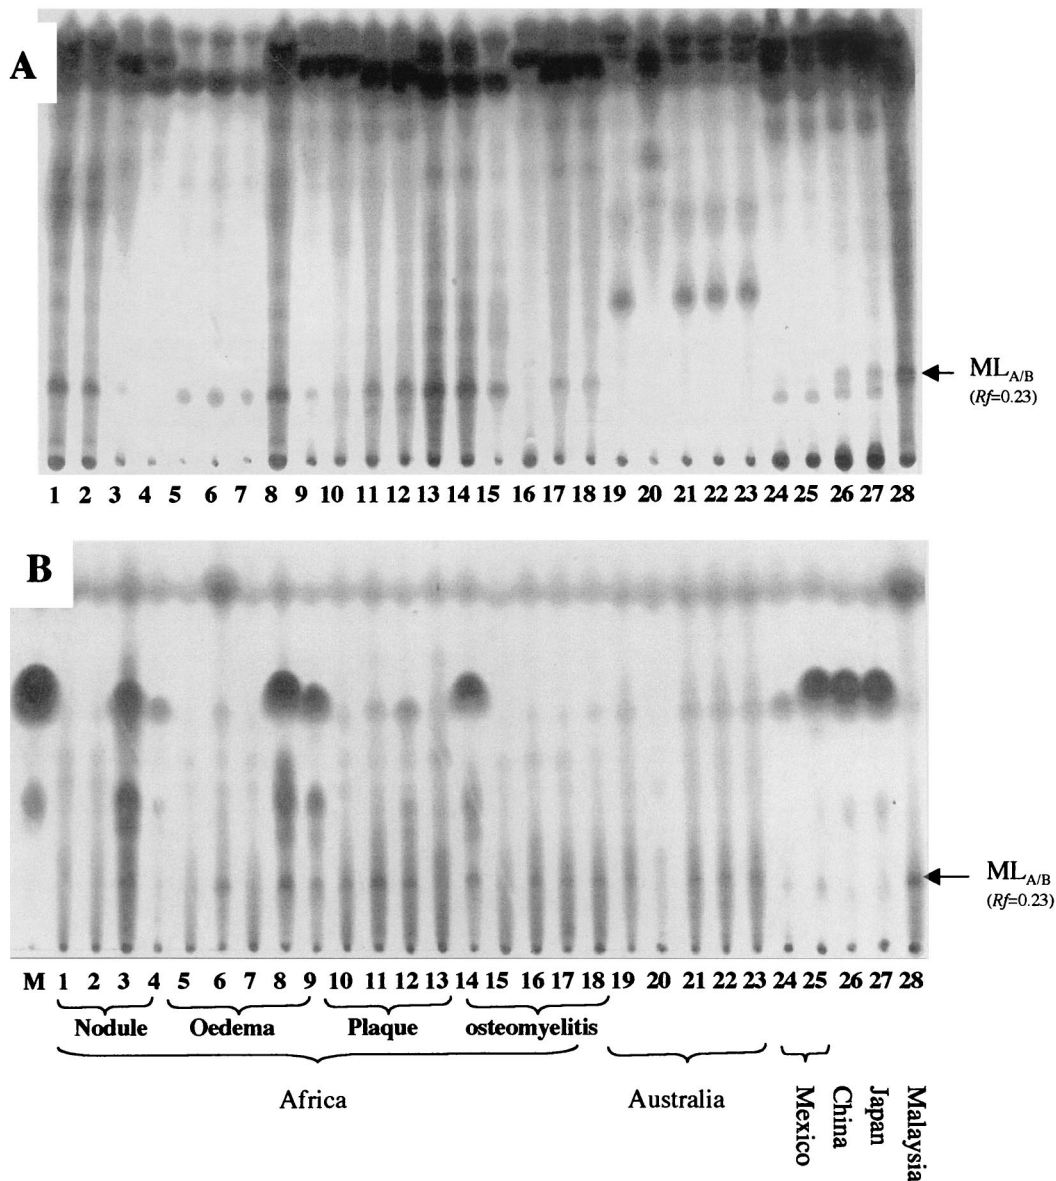 A
ML_A/B
(Rf=0.23)
1 2 3 4 5 6 7 8 9 10 11 12 13 14 15 16 17 18 19 20 21 22 23 24 25 26 27 28
B
ML_A/B
(Rf=0.23)
M 1 2 3 4 5 6 7 8 9 10 11 12 13 14 15 16 17 18 19 20 21 22 23 24 25 26 27 28
Nodule Oedema Plaque osteomyelitis
Africa Australia
Mexico
China
Japan
Malaysia